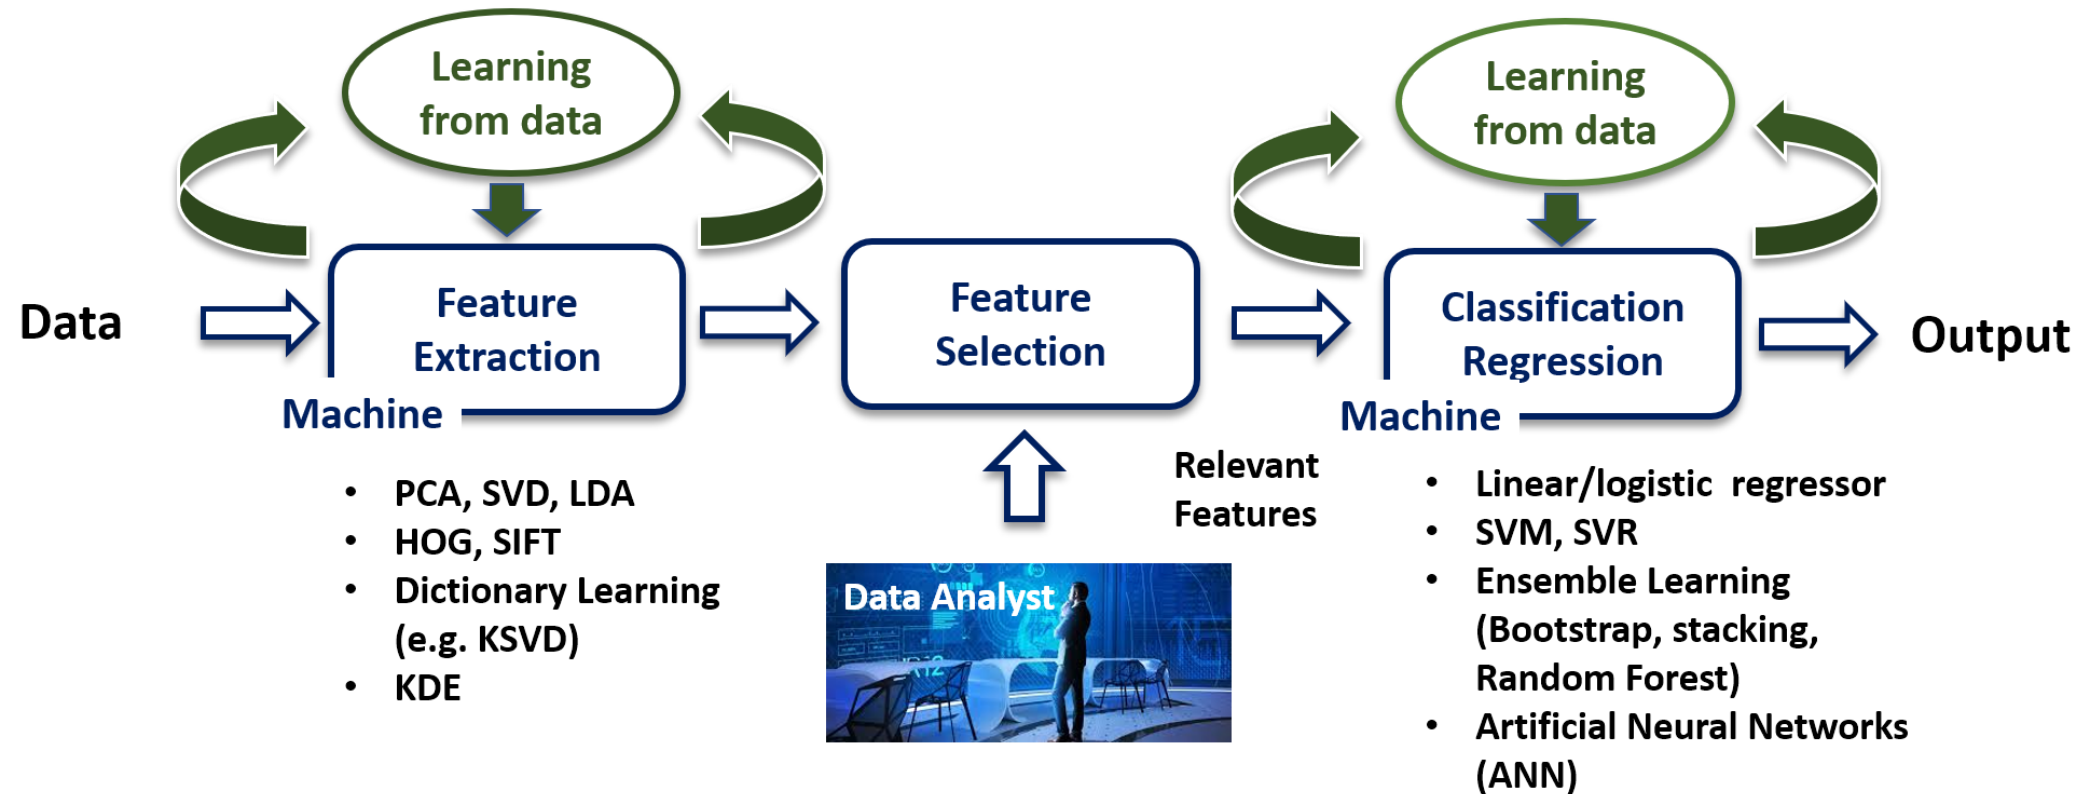 Learning
from data
Learning
from data
Data
Feature
Extraction
Machine
Feature
Selection
Classification
Regression
Machine
Output
• PCA, SVD, LDA
• HOG, SIFT
• Dictionary Learning
(e.g. KSVD)
• KDE
Relevant
Features
Data Analyst
• Linear/logistic regressor
• SVM, SVR
• Ensemble Learning
(Bootstrap, stacking,
Random Forest)
• Artificial Neural Networks
(ANN)